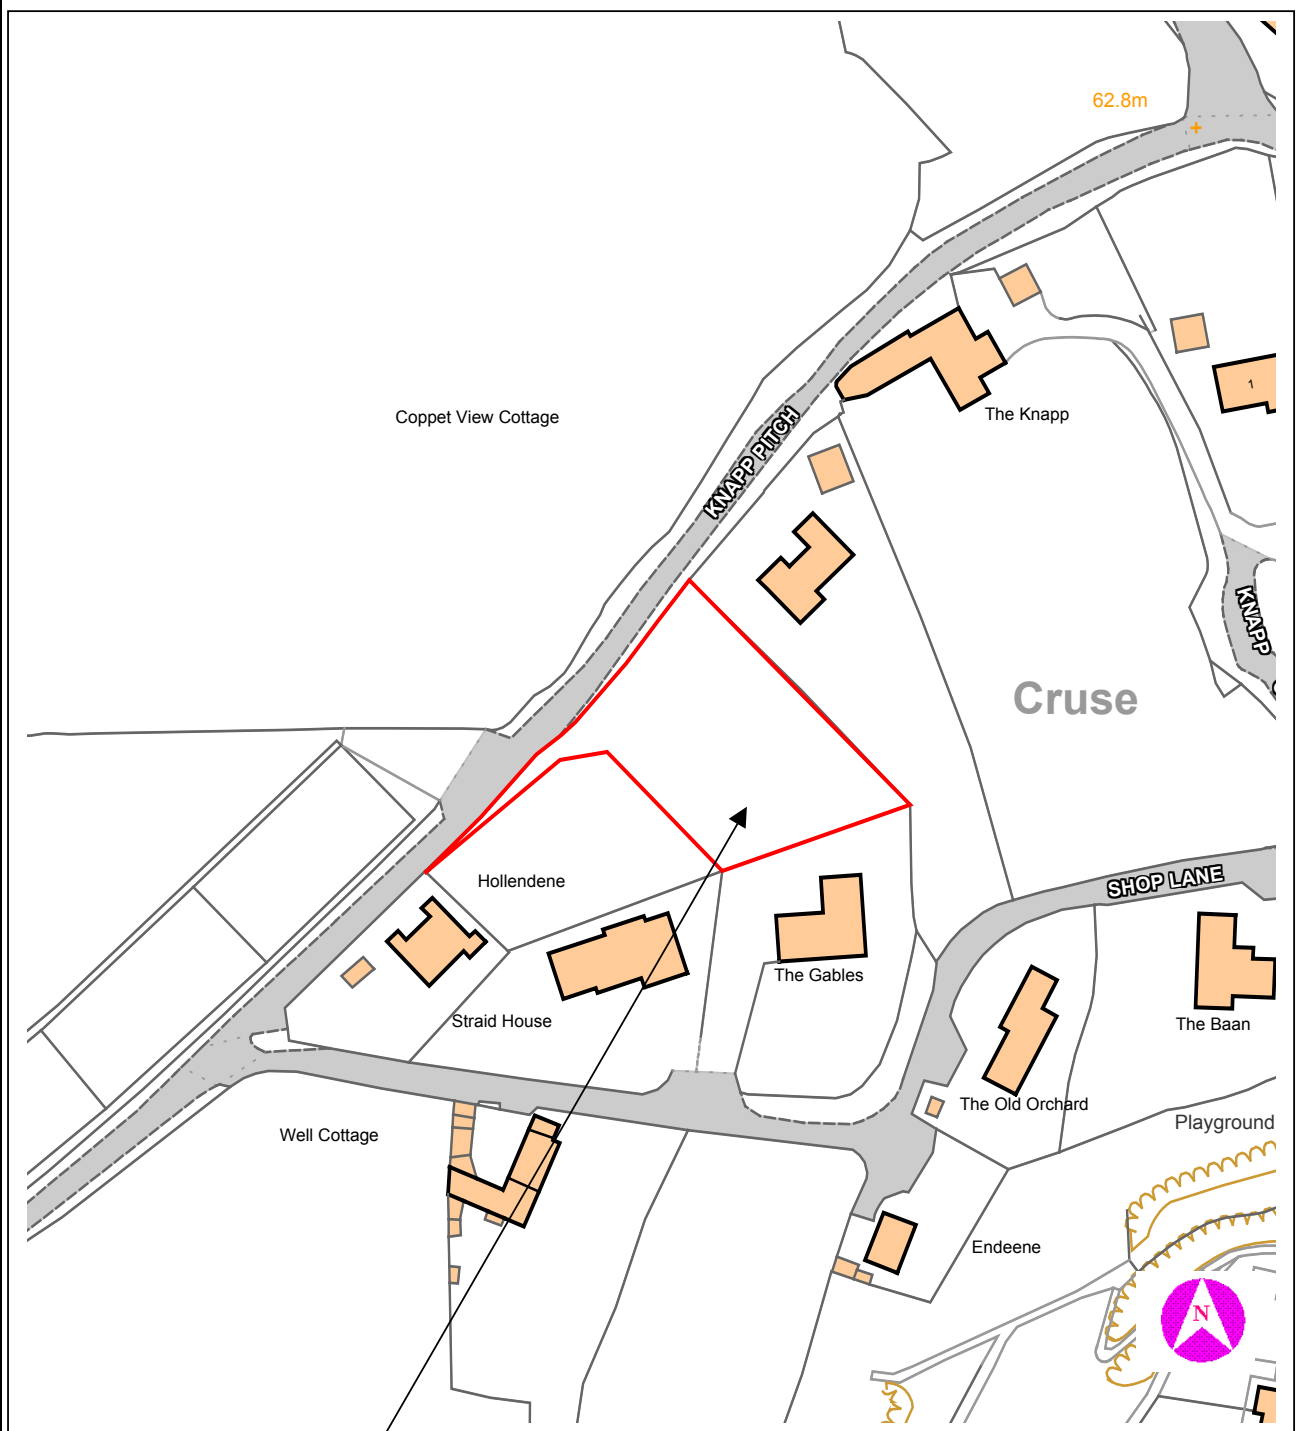 62.8m
1
The Knapp
Coppet View Cottage
KNAPP PITCH
KNAPP
Cruse
SHOP LANE
Hollendene
The Gables
Straid House
The Baan
The Old Orchard
Playground
Well Cottage
Endeene
N